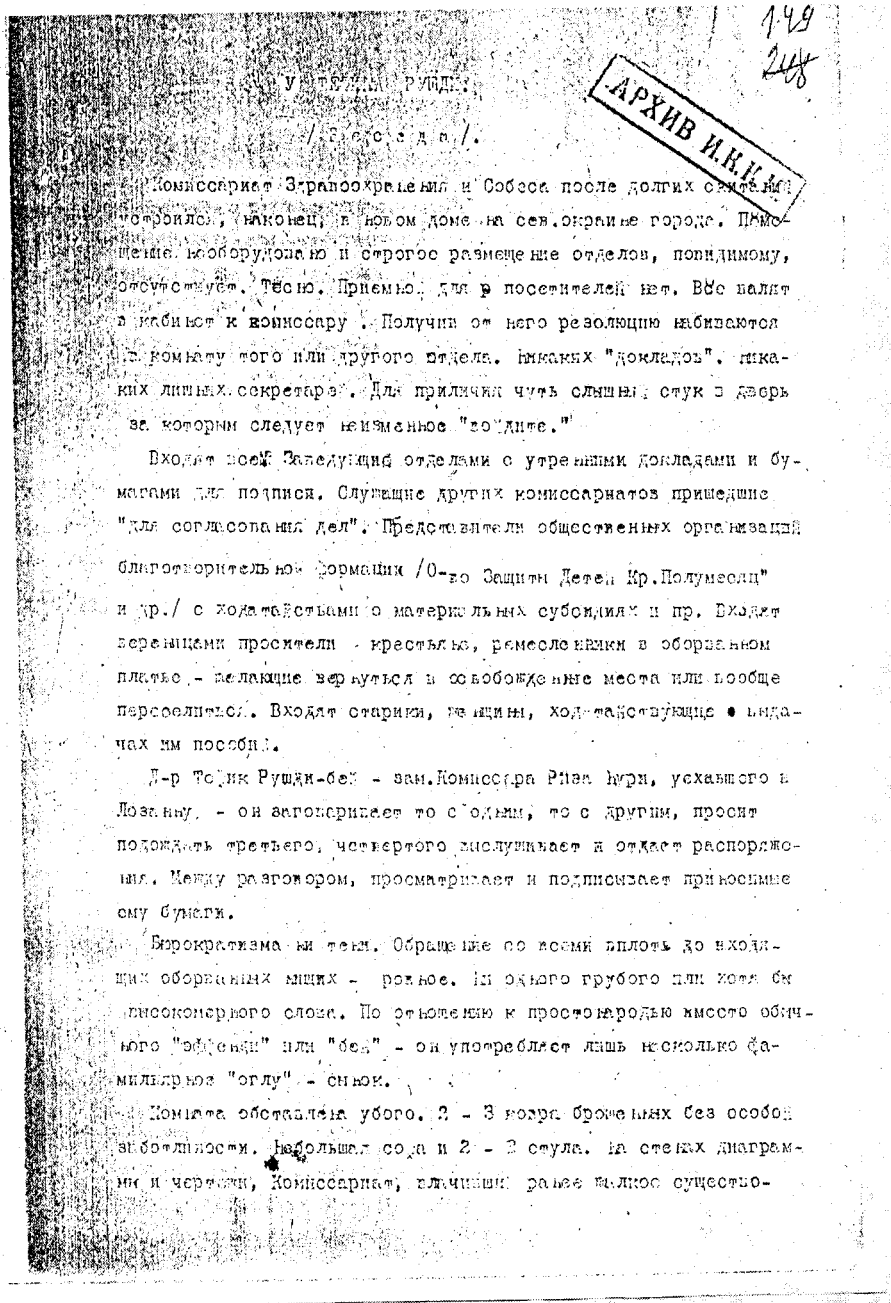 149
248
АРХИВ И.К.К.И.
У ТЕВФИКА РУШДИ.
/Беседа/.
"Комиссариат Здравоохранения и Собеса после долгих скитаний
устроился, наконец, в новом доме на сев.окраине города. Поме-
щение необорудовано и строгое размещение отделов, повидимому,
отсутствует. Тесно. Приемной для р посетителей нет. Все валят
в кабинет к комиссару. Получив от него резолюцию набиваются
в комнату того или другого отдела. Никаких "докладов", ника-
ких личных секретарей. Для приличия чуть слышный стук в дверь
за которым следует неизменное "войдите."
Входят все. Заведующие отделами с утренними докладами и бу-
магами для подписи. Служащие других комиссариатов пришедшие
"для согласования дел". Представители общественных организаций
благотворительной формации /О-во Защиты Детей Кр.Полумесяц"
и др./ с ходатайствами о материальных субсидиях и пр. Входят
вереницами просители - крестьяне, ремесленники в оборванном
платье, - желающие вернуться в освобожденные места или вообще
переселиться. Входят старики, женщины, ходатайствующие о выда-
чах им пособий.
Д-р Тефик Рушди-бей - зам.Комиссара Риза Нури, уехавшего в
Лозанну, - он заговаривает то с одним, то с другим, просит
подождать третьего, четвертого выслушивает и отдает распоряже-
ния. Между разговором, просматривает и подписывает приносимые
ему бумаги.
Бюрократизма ни тени. Обращение со всеми вплоть до входя-
щих оборванных нищих - ровное. Ни одного грубого или хотя бы
высокомерного слова. По отношению к простонародью вместо обыч-
ного "эффенди" или "бей" - он употребляет лишь несколько фа-
мильярное "оглу" - сынок.
Комната обставлена убого. 2 - 3 ковра брошенных без особой
заботливости. Небольшая софа и 2 - 3 стула. На стенах диаграм-
мы и чертежи, Комиссариат, влачивший ранее жалкое существо-